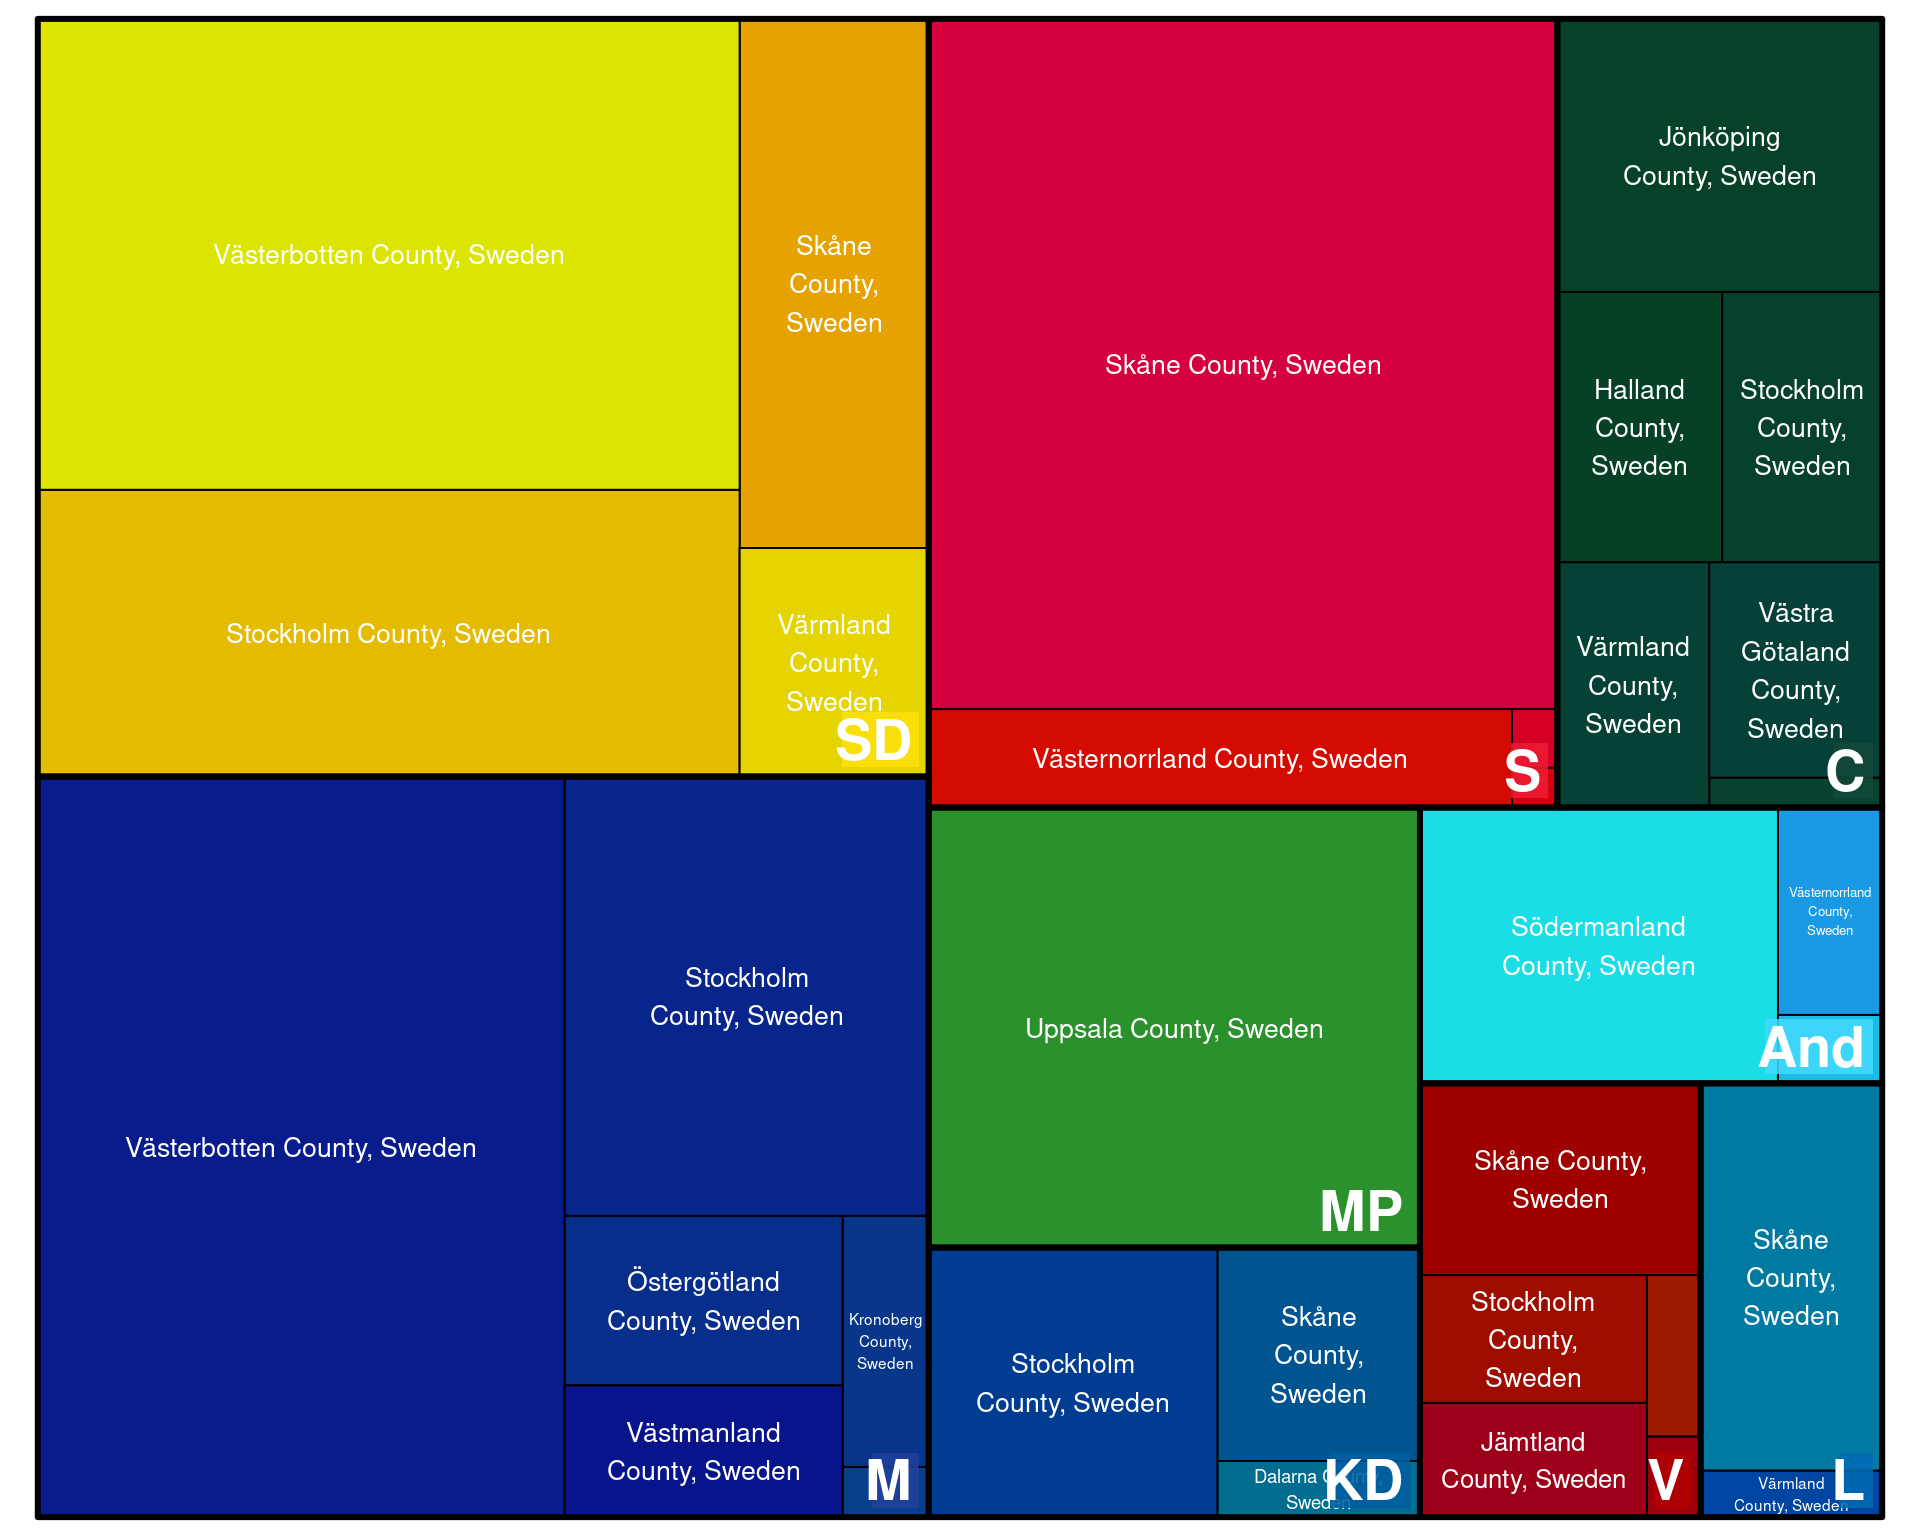 Västerbotten County, Sweden
Skåne
County,
Sweden
Stockholm County, Sweden
Värmland
County,
Sweden
SD
Skåne County, Sweden
Västernorrland County, Sweden
S
Jönköping
County, Sweden
Halland
County,
Sweden
Stockholm
County,
Sweden
Värmland
County,
Sweden
Västra
Götaland
County,
Sweden
C
Västerbotten County, Sweden
Stockholm
County, Sweden
Östergötland
County, Sweden
Kronoberg
County,
Sweden
Västmanland
County, Sweden
M
Uppsala County, Sweden
MP
Södermanland
County, Sweden
Västernorrland
County,
Sweden
And
Stockholm
County, Sweden
Skåne
County,
Sweden
Dalarna County,
Sweden
KD
Skåne County,
Sweden
Stockholm
County,
Sweden
Jämtland
County, Sweden
V
Skåne
County,
Sweden
Värmland
County, Sweden
L